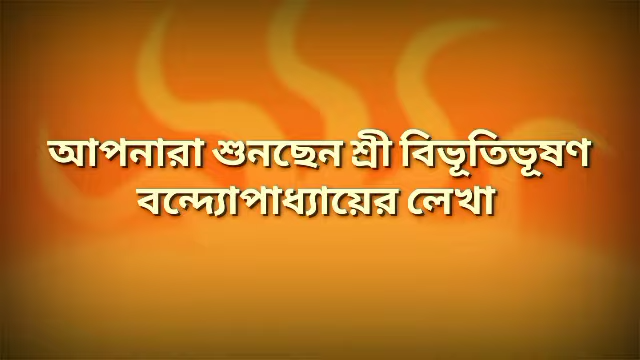 আপনারা শুনছেন শ্রী বিভূতিভূষণ
বন্দ্যোপাধ্যায়ের লেখা